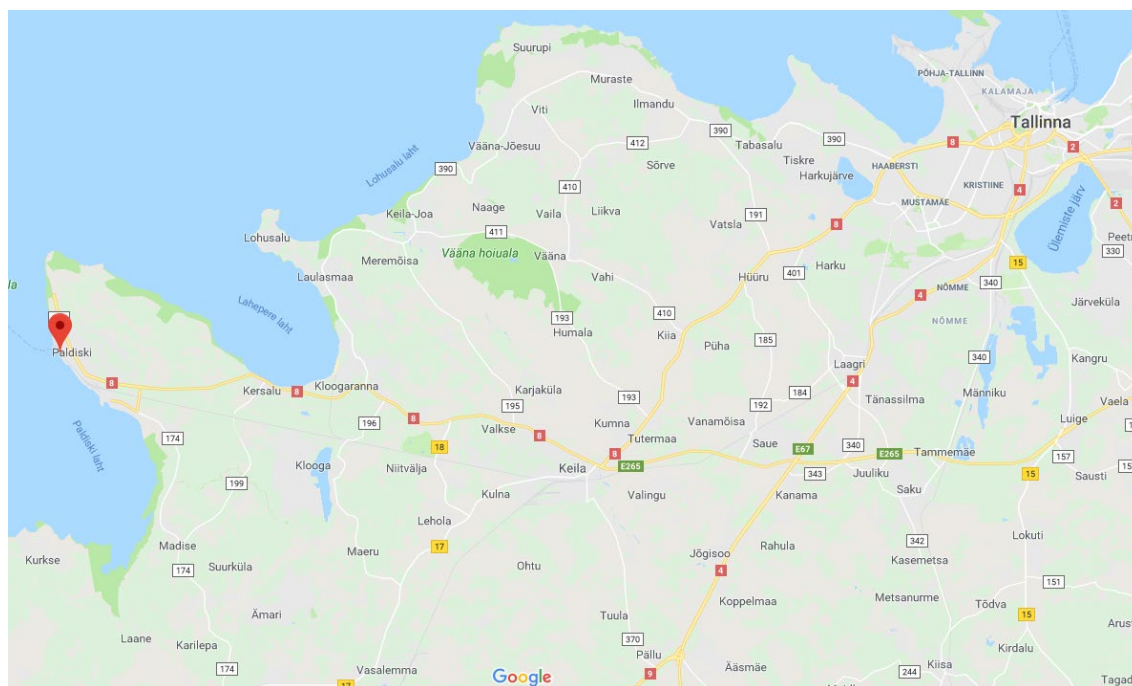 Suurupi
Muraste
PÕHJA-TALLINN
KALAMAJA
Viti
Ilmandu
390
Tallinna
412
390
8
2
Vääna-Jõesuu
Sõrve
Tabasalu
Tiskre
HAABERSTI
Lohusalu laht
390
Harkujärve
KRISTIINE
410
4
MUSTAMÄE
2
Naage
Vaila
Liikva
191
Keila-Joa
Vatsla
8
Ülemiste järv
Lohusalu
411
Peetri
Meremõisa
Vääna hoiuala
Vääna
330
Laulasmaa
Vahi
Hüüru
401
Harku
15
340
NÕMME
4
Järveküla
Lahepere laht
193
410
NÕMME
Humala
Kiia
185
Paldiski
Püha
340
Kangru
Laagri
8
Männiku
Kersalu
8
Kloogaranna
Karjaküla
193
184
4
Tänassilma
Vaela
195
192
Luige
196
8
Valkse
8
Kumna
Vanamõisa
Paldiski laht
174
18
Tutermaa
Saue
E67
340
Tammemäe
8
E265
E265
157
Klooga
Niitvälja
Keila
343
Juuliku
15
Sausti
199
Kulna
Valingu
Kanama
Saku
Lehola
Lokuti
Madise
17
Jõgisoo
Rahula
342
Kurkse
Maeru
Kasemetsa
Suurküla
Ohtu
4
174
151
Koppelmaa
Metsanurme
Tõdva
Ämari
Tuula
15
Laane
Karilepa
370
Kirdalu
174
Vasalemma
Pällu
Ääsmäe
Kiisa
9
244
17
Google